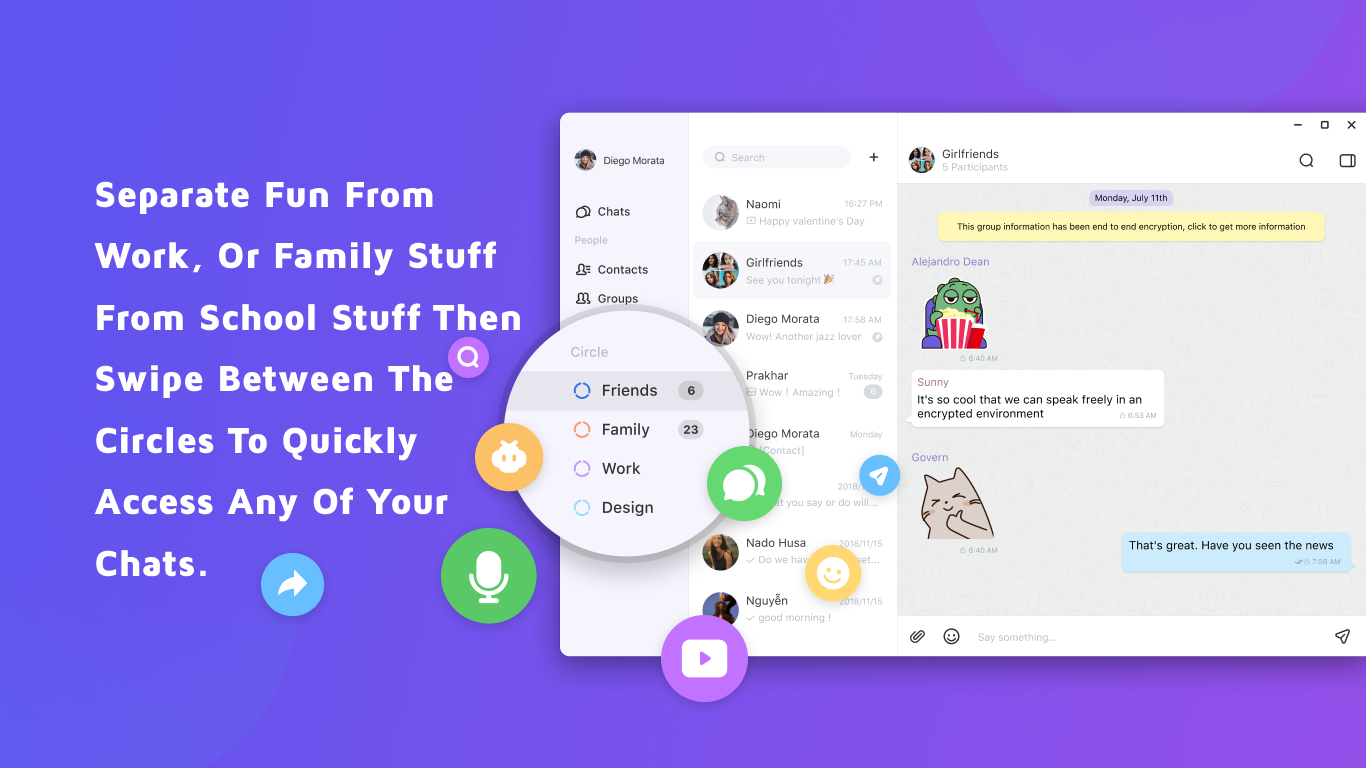 Separate Fun From
Work, Or Family Stuff
From School Stuff Then
Swipe Between The
Circles To Quickly
Access Any Of Your
Chats.
Diego Morata
Chats
People
Contacts
Groups
Circle
Friends 6
Family 23
Work
Design
Search
Naomi 16:27 PM
Happy valentine's Day
Girlfriends 17:45 AM
See you tonight 🎉
Diego Morata 17:58 AM
Wow! Another jazz lover
Prakhar Tuesday
Wow ! Amazing ! 6
Diego Morata Monday
[Contact]
2018/1
at you say or do will...
Nado Husa 2018/11/15
Do we hav set...
Nguyễn 2018/11/15
good morning !
Girlfriends
5 Participants
Monday, July 11th
This group information has been end to end encryption, click to get more information
Alejandro Dean
6:40 AM
Sunny
It's so cool that we can speak freely in an
encrypted environment 6:53 AM
Govern
6:40 AM
That's great. Have you seen the news
7:58 AM
Say something...